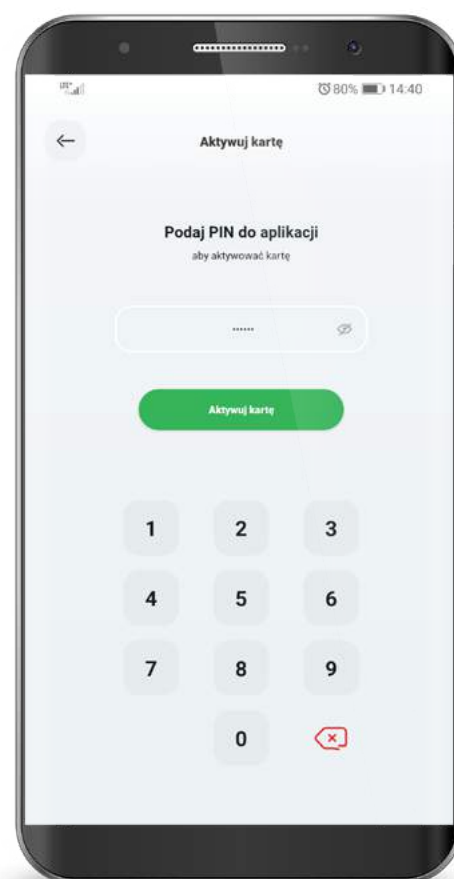 LTE+
80% 14:40
Aktywuj kartę
Podaj PIN do aplikacji
aby aktywować kartę
••••••
Aktywuj kartę
1 2 3
4 5 6
7 8 9
0